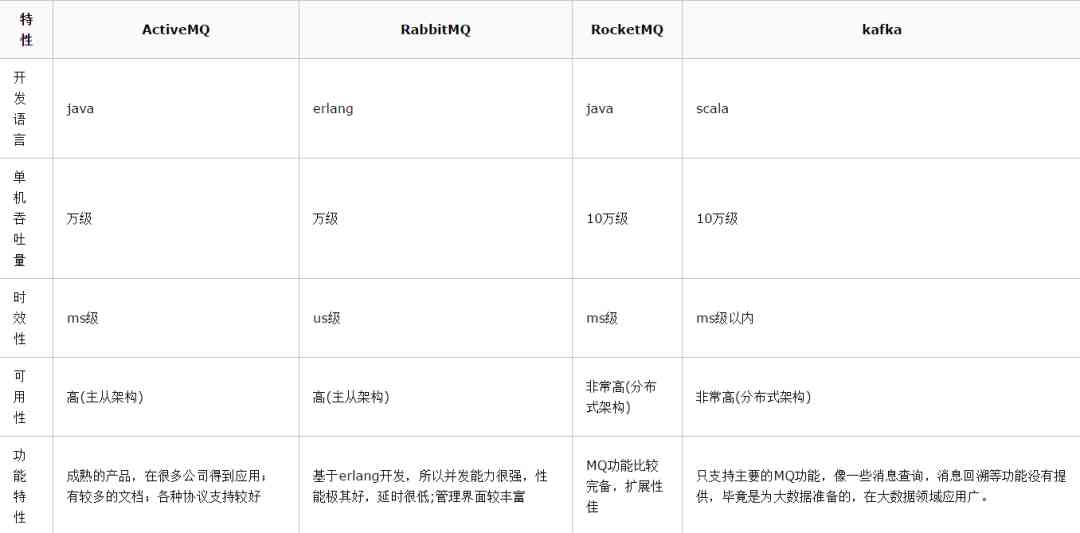 特
性
ActiveMQ
RabbitMQ
RocketMQ
kafka
开
发
语
言
java
erlang
java
scala
单
机
吞
吐
量
万级
万级
10万级
10万级
时
效
性
ms级
us级
ms级
ms级以内
可
用
性
高(主从架构)
高(主从架构)
非常高(分布
式架构)
非常高(分布式架构)
功
能
特
性
成熟的产品，在很多公司得到应用；
有较多的文档；各种协议支持较好
基于erlang开发，所以并发能力很强，性
能极其好，延时很低;管理界面较丰富
MQ功能比较
完备，扩展性
佳
只支持主要的MQ功能，像一些消息查询，消息回溯等功能没有提
供，毕竟是为大数据准备的，在大数据领域应用广。